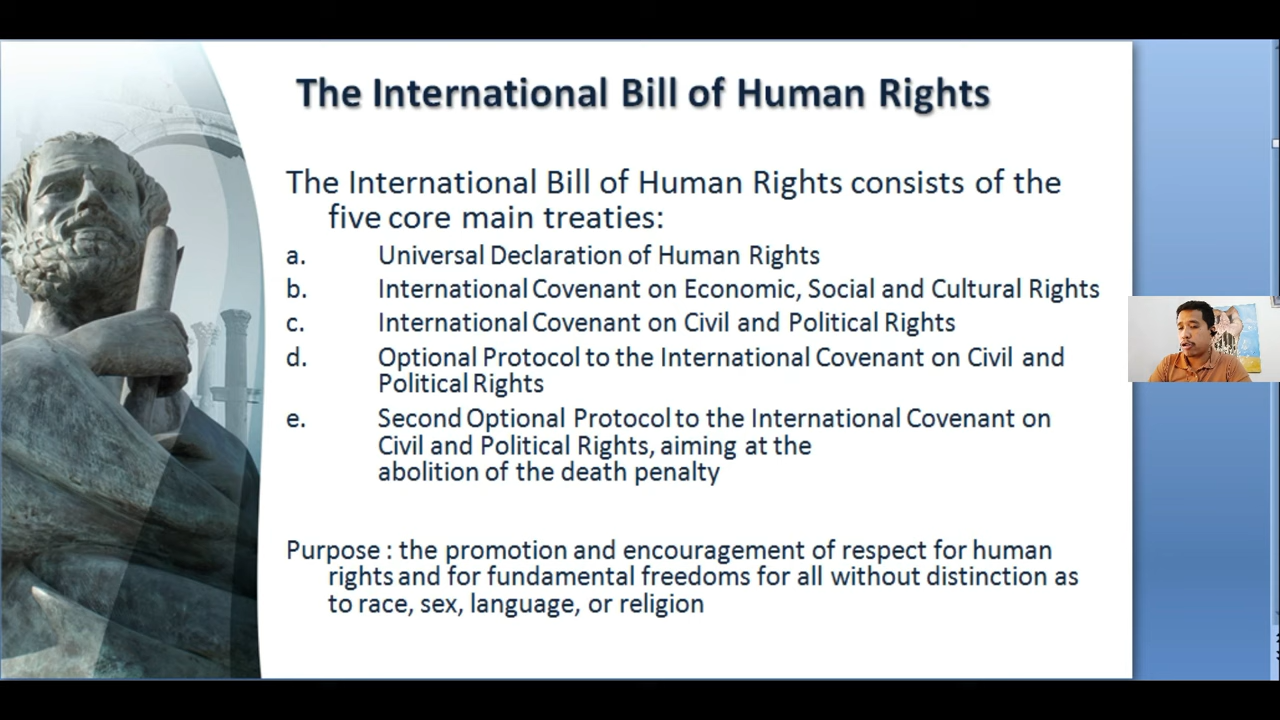 The International Bill of Human Rights
The International Bill of Human Rights consists of the
five core main treaties:
a. Universal Declaration of Human Rights
b. International Covenant on Economic, Social and Cultural Rights
c. International Covenant on Civil and Political Rights
d. Optional Protocol to the International Covenant on Civil and
Political Rights
e. Second Optional Protocol to the International Covenant on
Civil and Political Rights, aiming at the
abolition of the death penalty
Purpose : the promotion and encouragement of respect for human
rights and for fundamental freedoms for all without distinction as
to race, sex, language, or religion